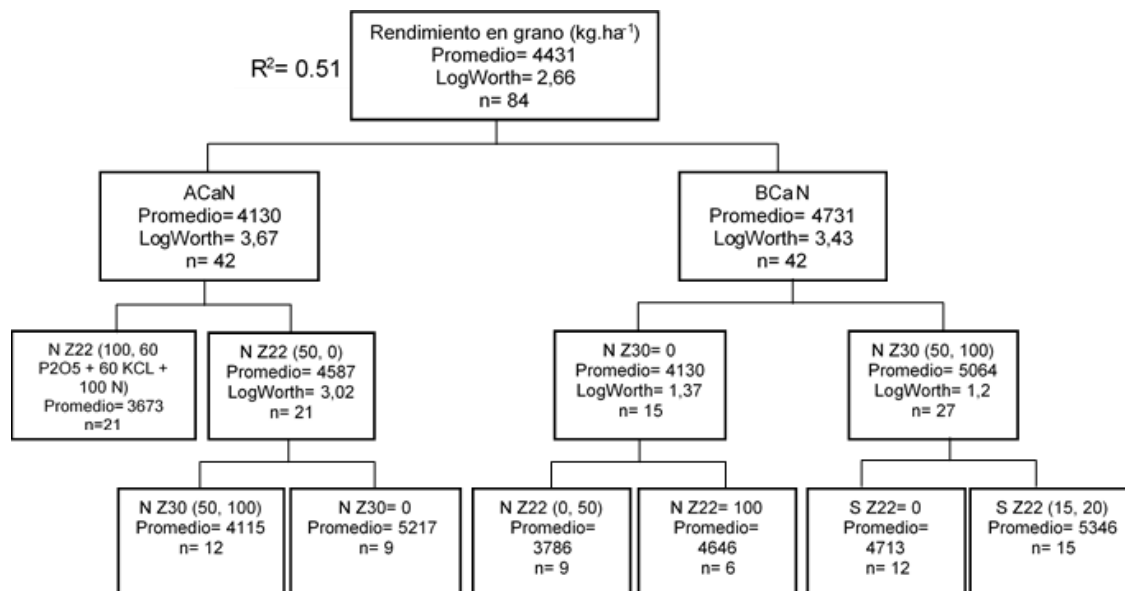 Rendimiento en grano (kg.ha⁻¹)
Promedio= 4431
LogWorth= 2,66
n= 84
R²= 0.51
ACaN
Promedio= 4130
LogWorth= 3,67
n= 42
BCa N
Promedio= 4731
LogWorth= 3,43
n= 42
N Z22 (100, 60
P2O5 + 60 KCL +
100 N)
Promedio= 3673
n=21
N Z22 (50, 0)
Promedio= 4587
LogWorth= 3,02
n= 21
N Z30= 0
Promedio= 4130
LogWorth= 1,37
n= 15
N Z30 (50, 100)
Promedio= 5064
LogWorth= 1,2
n= 27
N Z30 (50, 100)
Promedio= 4115
n= 12
N Z30= 0
Promedio= 5217
n= 9
N Z22 (0, 50)
Promedio=
3786
n= 9
N Z22= 100
Promedio=
4646
n= 6
S Z22= 0
Promedio=
4713
n= 12
S Z22 (15, 20)
Promedio= 5346
n= 15